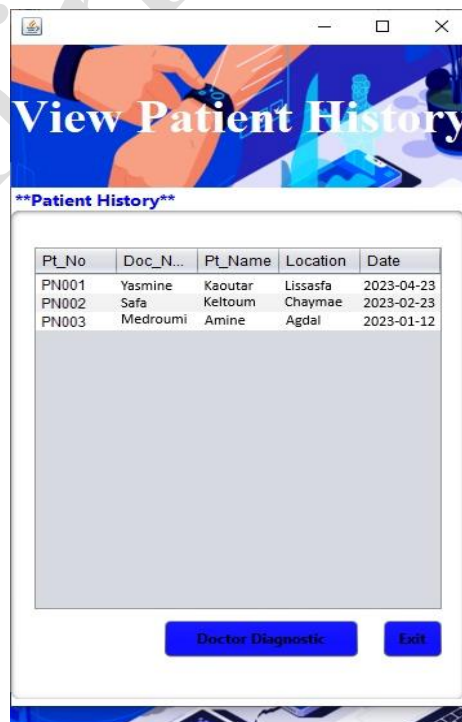 View Patient History
**Patient History**
Pt_No Doc_N... Pt_Name Location Date
PN001 Yasmine Kaoutar Lissasfa 2023-04-23
PN002 Safa Keltoum Chaymae 2023-02-23
PN003 Medroumi Amine Agdal 2023-01-12
Doctor Diagnostic Exit